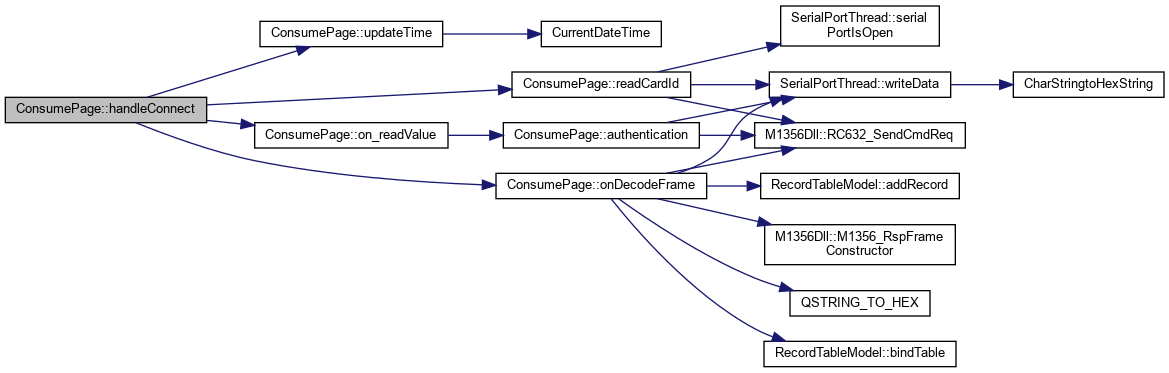 ConsumePage::handleConnect
ConsumePage::updateTime
CurrentDateTime
ConsumePage::readCardId
SerialPortThread::serial
PortIsOpen
SerialPortThread::writeData
CharStringtoHexString
ConsumePage::on_readValue
ConsumePage::authentication
M1356Dll::RC632_SendCmdReq
ConsumePage::onDecodeFrame
RecordTableModel::addRecord
M1356Dll::M1356_RspFrame
Constructor
QSTRING_TO_HEX
RecordTableModel::bindTable